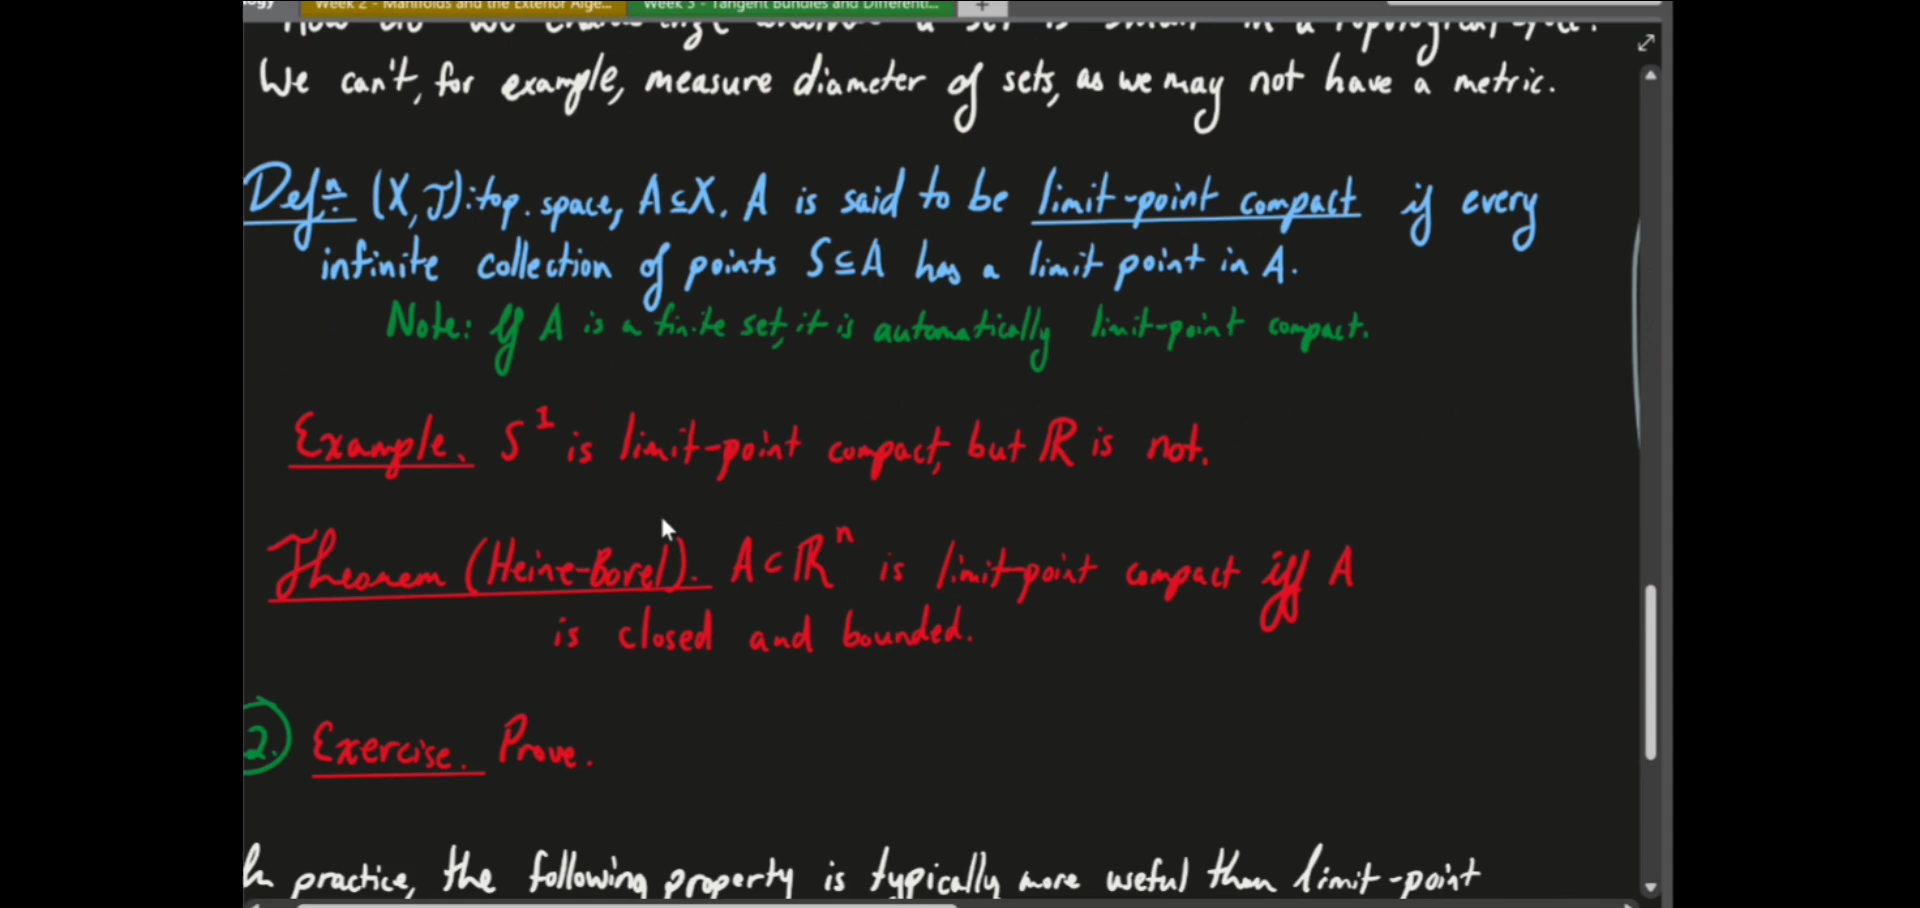 Week 2 - Manifolds and the Exterior Alge...
Week 3 - Tangent Bundles and Differenti...
+
we a set is in a
We can't, for example, measure diameter of sets, as we may not have a metric.
Defⁿ: (X, 𝒯): top. space, A ⊆ X. A is said to be limit-point compact if every
infinite collection of points S ⊆ A has a limit point in A.
Note: If A is a finite set, it is automatically limit-point compact.
Example. S¹ is limit-point compact, but ℝ is not.
Theorem (Heine-Borel). A ⊂ ℝⁿ is limit-point compact iff A
is closed and bounded.
2. Exercise. Prove.
In practice, the following property is typically more useful than limit-point